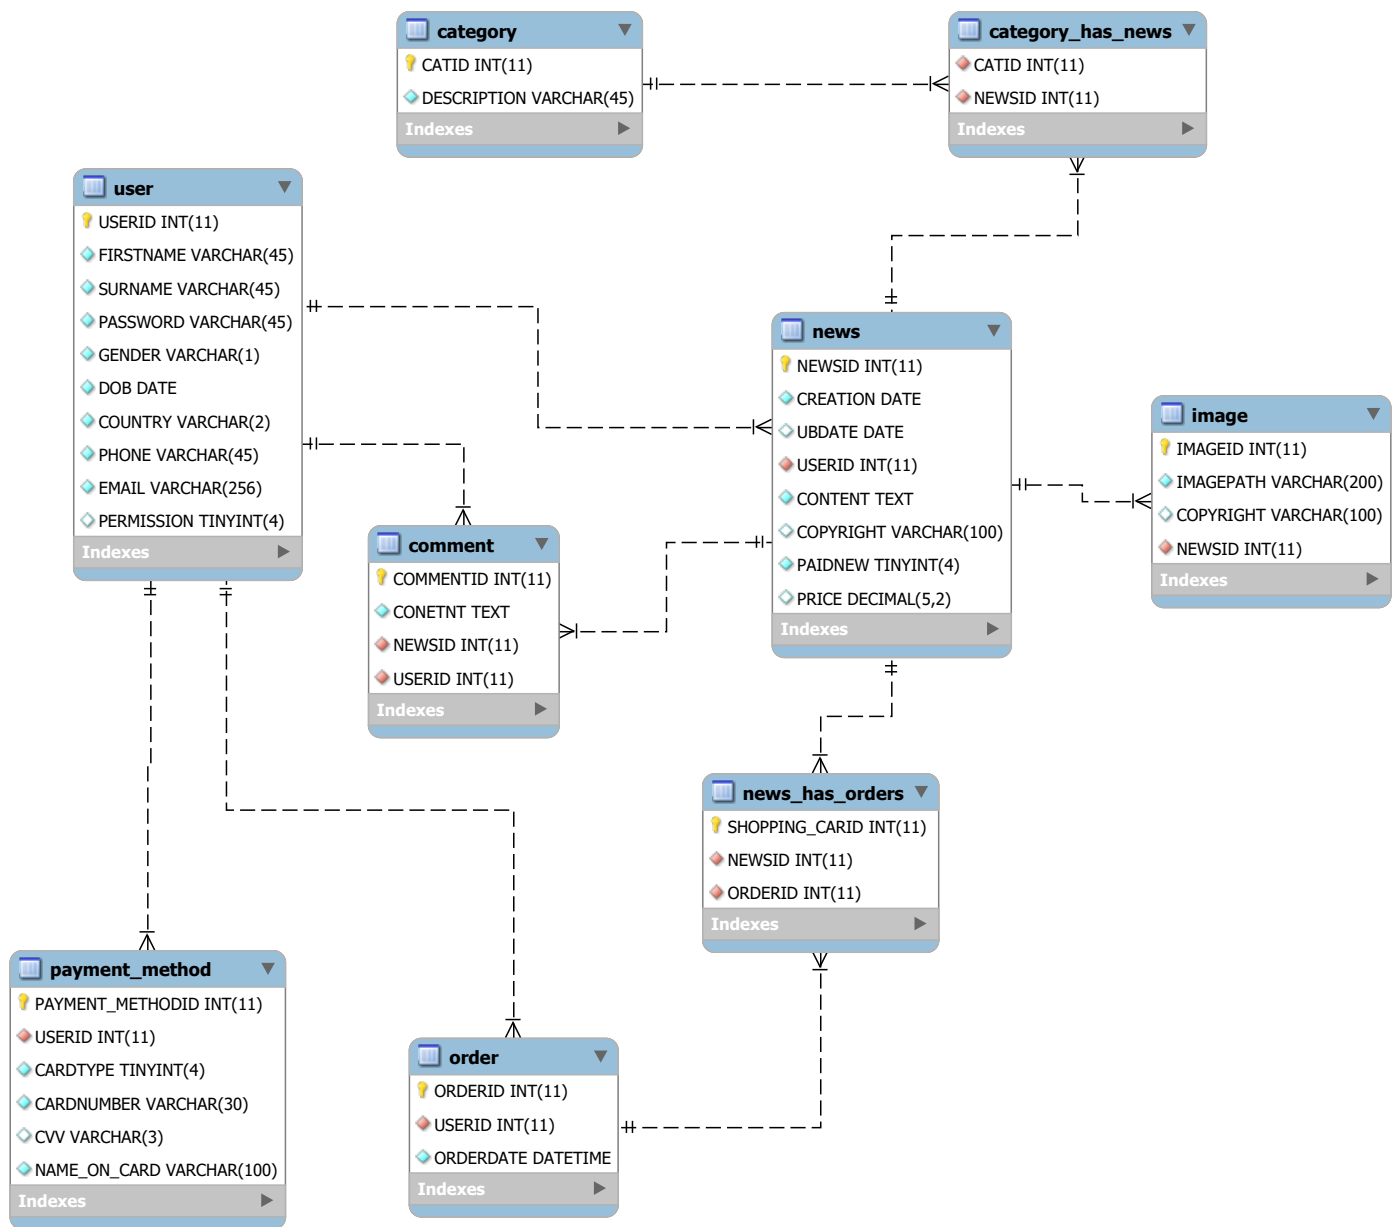 category
CATID INT(11)
DESCRIPTION VARCHAR(45)
Indexes
category_has_news
CATID INT(11)
NEWSID INT(11)
Indexes
user
USERID INT(11)
FIRSTNAME VARCHAR(45)
SURNAME VARCHAR(45)
PASSWORD VARCHAR(45)
GENDER VARCHAR(1)
DOB DATE
COUNTRY VARCHAR(2)
PHONE VARCHAR(45)
EMAIL VARCHAR(256)
PERMISSION TINYINT(4)
Indexes
news
NEWSID INT(11)
CREATION DATE
UBDATE DATE
USERID INT(11)
CONTENT TEXT
COPYRIGHT VARCHAR(100)
PAIDNEW TINYINT(4)
PRICE DECIMAL(5,2)
Indexes
image
IMAGEID INT(11)
IMAGEPATH VARCHAR(200)
COPYRIGHT VARCHAR(100)
NEWSID INT(11)
Indexes
comment
COMMENTID INT(11)
CONETNT TEXT
NEWSID INT(11)
USERID INT(11)
Indexes
news_has_orders
SHOPPING_CARID INT(11)
NEWSID INT(11)
ORDERID INT(11)
Indexes
payment_method
PAYMENT_METHODID INT(11)
USERID INT(11)
CARDTYPE TINYINT(4)
CARDNUMBER VARCHAR(30)
CVV VARCHAR(3)
NAME_ON_CARD VARCHAR(100)
Indexes
order
ORDERID INT(11)
USERID INT(11)
ORDERDATE DATETIME
Indexes